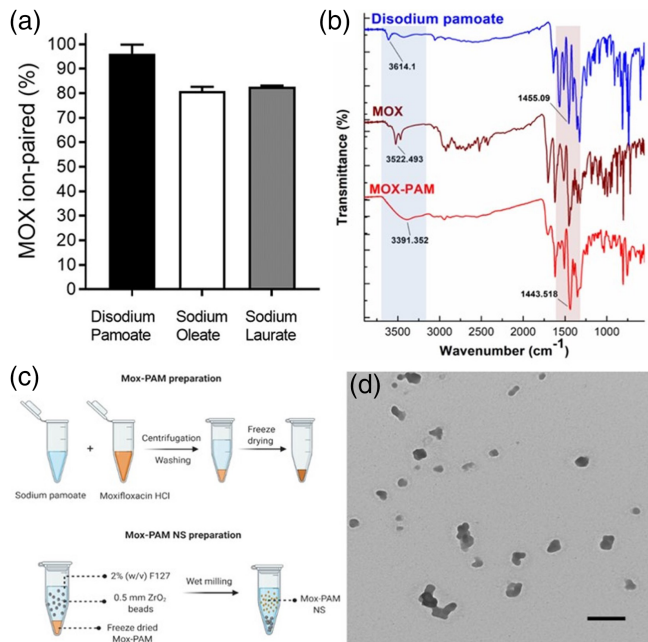 (a)
MOX ion-paired (%)
100
90
80
70
60
50
40
30
20
10
0
Disodium
Pamoate
Sodium
Oleate
Sodium
Laurate
(b)
Transmittance (%)
Disodium pamoate
3614.1
1455.09
MOX
3522.493
MOX-PAM
3391.352
1443.518
3500 3000 2500 2000 1500 1000
Wavenumber (cm⁻¹)
(c)
Mox-PAM preparation
+
Centrifugation
Washing
Freeze
drying
Sodium pamoate
Moxifloxacin HCl
Mox-PAM NS preparation
2% (w/v) F127
0.5 mm ZrO₂
beads
Freeze dried
Mox-PAM
Wet milling
Mox-PAM
NS
(d)